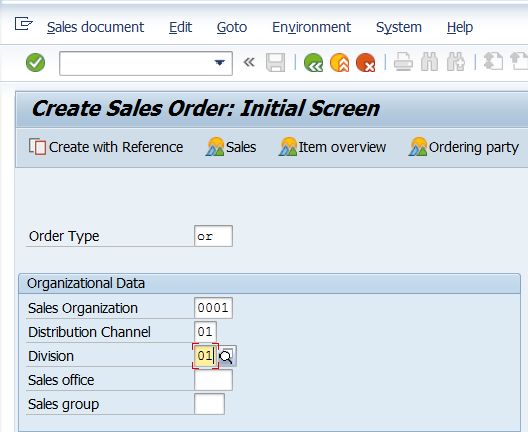 Sales document Edit Goto Environment System Help
Create Sales Order: Initial Screen
Create with Reference Sales Item overview Ordering party
Order Type or
Organizational Data
Sales Organization 0001
Distribution Channel 01
Division 01
Sales office
Sales group